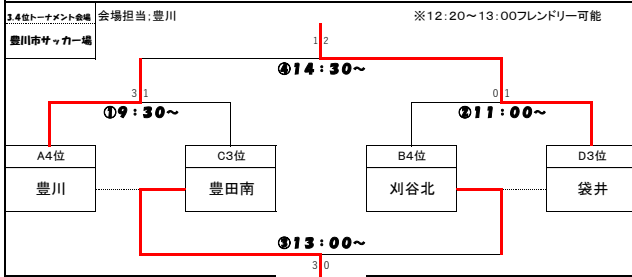 3.4位トーナメント会場 会場担当:豊川 ※12:20~13:00フレンドリー可能
豊川市サッカー場
1 2
④14:30~
3 1 0 1
①9:30~ ②11:00~
A4位 C3位 B4位 D3位
豊川 豊田南 刈谷北 袋井
③13:00~
3 0